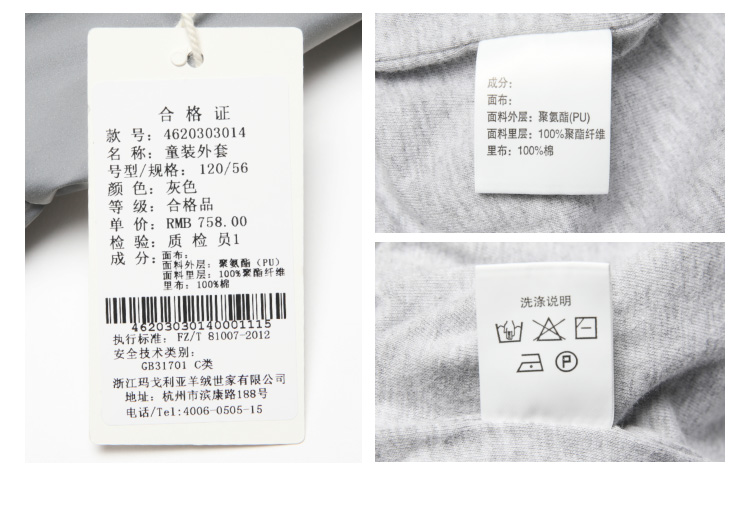 合格证
款号: 4620303014
名称: 童装外套
号型/规格: 120/56
颜色: 灰色
等级: 合格品
单价: RMB 758.00
检验: 质检员1
成分: 面布:
面料外层: 聚氨酯 (PU)
面料里层: 100%聚酯纤维
里布: 100%棉
46203030140001115
执行标准: FZ/T 81007-2012
安全技术类别:
GB31701 C类
浙江玛戈利亚羊绒世家有限公司
地址: 杭州市滨康路188号
电话/Tel:4006-0505-15
成分:
面布:
面料外层: 聚氨酯(PU)
面料里层: 100%聚酯纤维
里布: 100%棉
洗涤说明
P